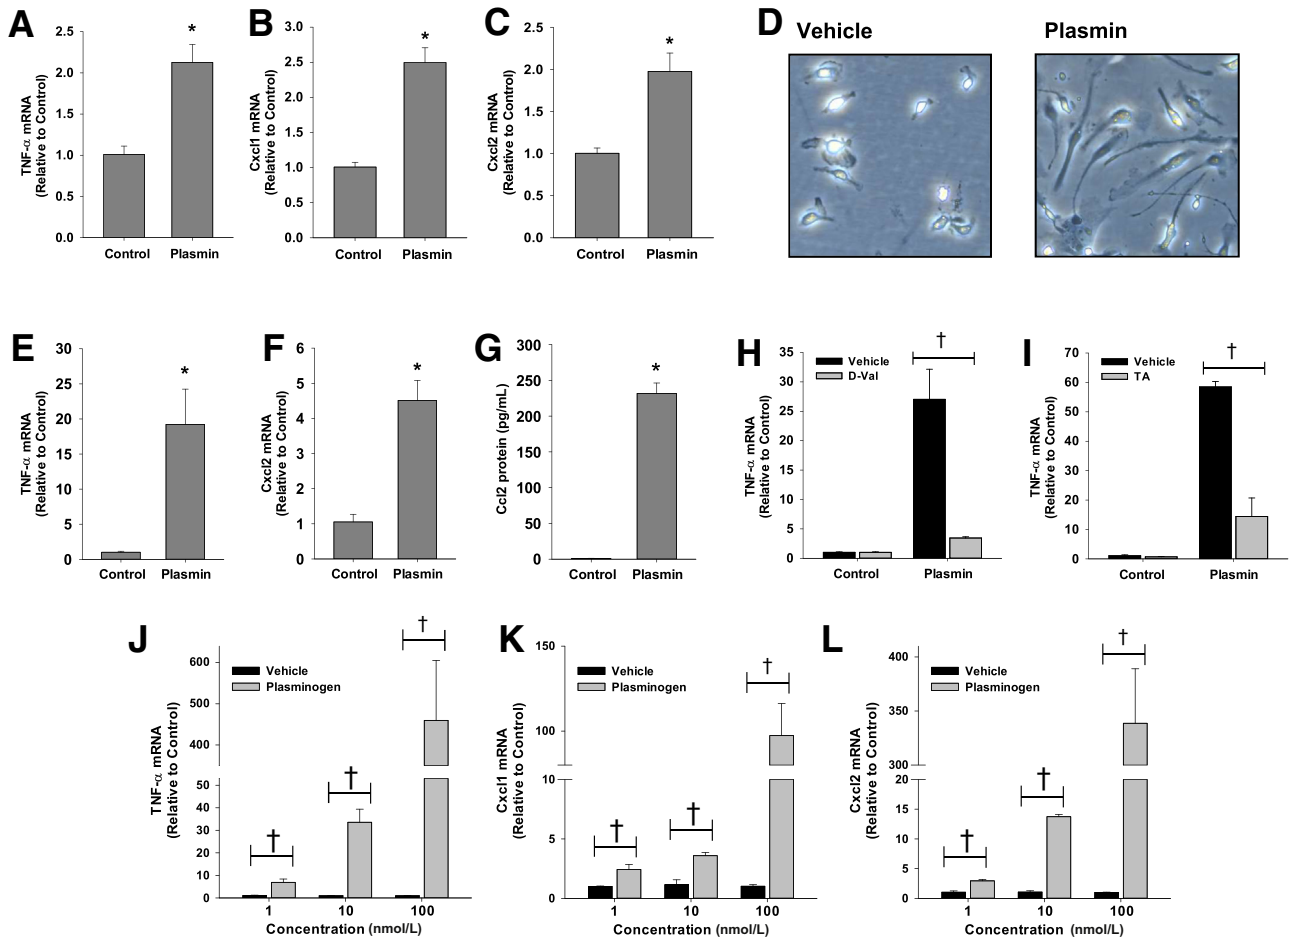 A
TNF-α mRNA
(Relative to Control)
2.5
2.0
1.5
1.0
0.5
0.0
*
Control Plasmin
B
Cxcl1 mRNA
(Relative to Control)
3.0
2.5
2.0
1.5
1.0
0.5
0.0
*
Control Plasmin
C
Cxcl2 mRNA
(Relative to Control)
2.5
2.0
1.5
1.0
0.5
0.0
*
Control Plasmin
D
Vehicle Plasmin
E
TNF-α mRNA
(Relative to Control)
30
25
20
15
10
5
0
*
Control Plasmin
F
Cxcl2 mRNA
(Relative to Control)
6
5
4
3
2
1
0
*
Control Plasmin
G
Ccl2 protein (pg/mL)
300
250
200
150
100
50
0
*
Control Plasmin
H
TNF-α mRNA
(Relative to Control)
35
30
25
20
15
10
5
0
Vehicle
D-Val
†
Control Plasmin
I
TNF-α mRNA
(Relative to Control)
70
60
50
40
30
20
10
0
Vehicle
TA
†
Control Plasmin
J
TNF-α mRNA
(Relative to Control)
600
500
400
50
40
30
20
10
0
Vehicle
Plasminogen
† † †
1 10 100
Concentration (nmol/L)
K
Cxcl1 mRNA
(Relative to Control)
150
100
10
5
0
Vehicle
Plasminogen
† † †
1 10 100
Concentration (nmol/L)
L
Cxcl2 mRNA
(Relative to Control)
400
350
300
20
15
10
5
0
Vehicle
Plasminogen
† † †
1 10 100
Concentration (nmol/L)